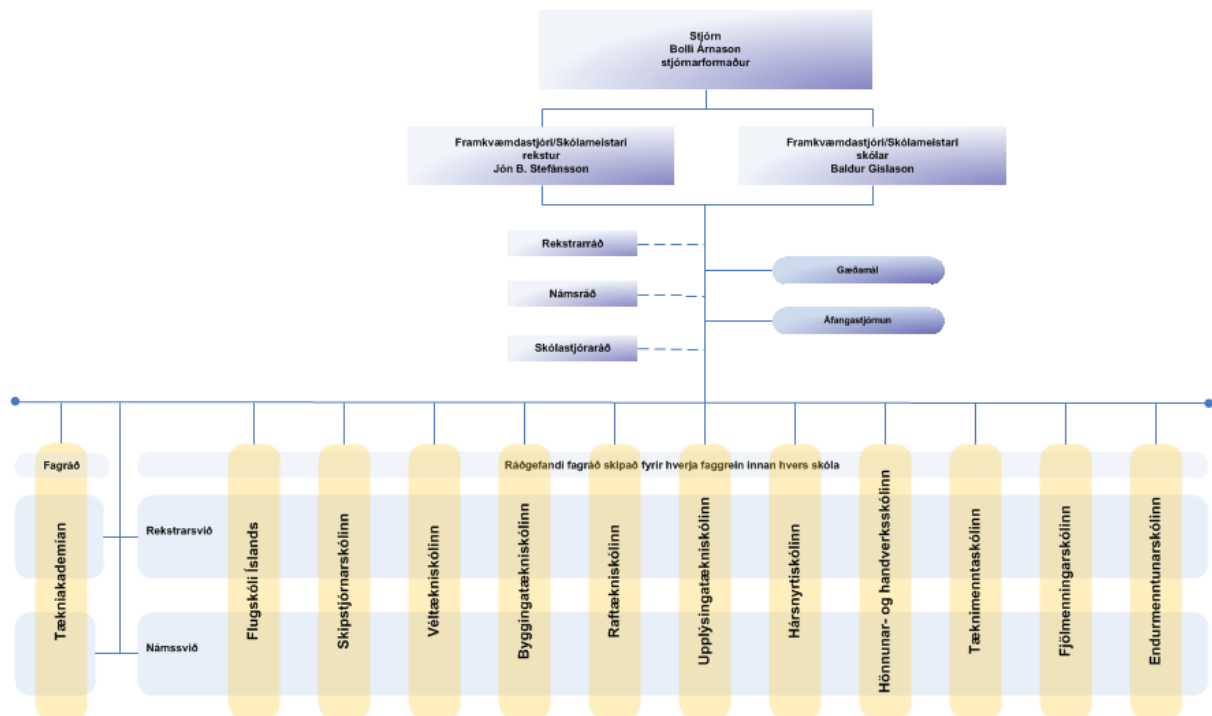 Stjórn
Bolli Árnason
stjórnarformaður
Framkvæmdastjóri/Skólameistari
rekstur
Jón B. Stefánsson
Framkvæmdastjóri/Skólameistari
skólar
Baldur Gíslason
Rekstrarráð
Gæðamál
Námsráð
Áfangastjórnun
Skólastjóraráð
Fagráð
Ráðgefandi fagráð skipað fyrir hverja faggrein innan hvers skóla
Rekstrarsvið
Námssvið
Tækniakademían
Flugskóli Íslands
Skipstjórnarskólinn
Véltækniskólinn
Byggingatækniskólinn
Raftækniskólinn
Upplýsingatækniskólinn
Hársnyrtiskólinn
Hönnunar- og handverksskólinn
Tæknimenntaskólinn
Fjölmenningarskólinn
Endurmenntunarskólinn